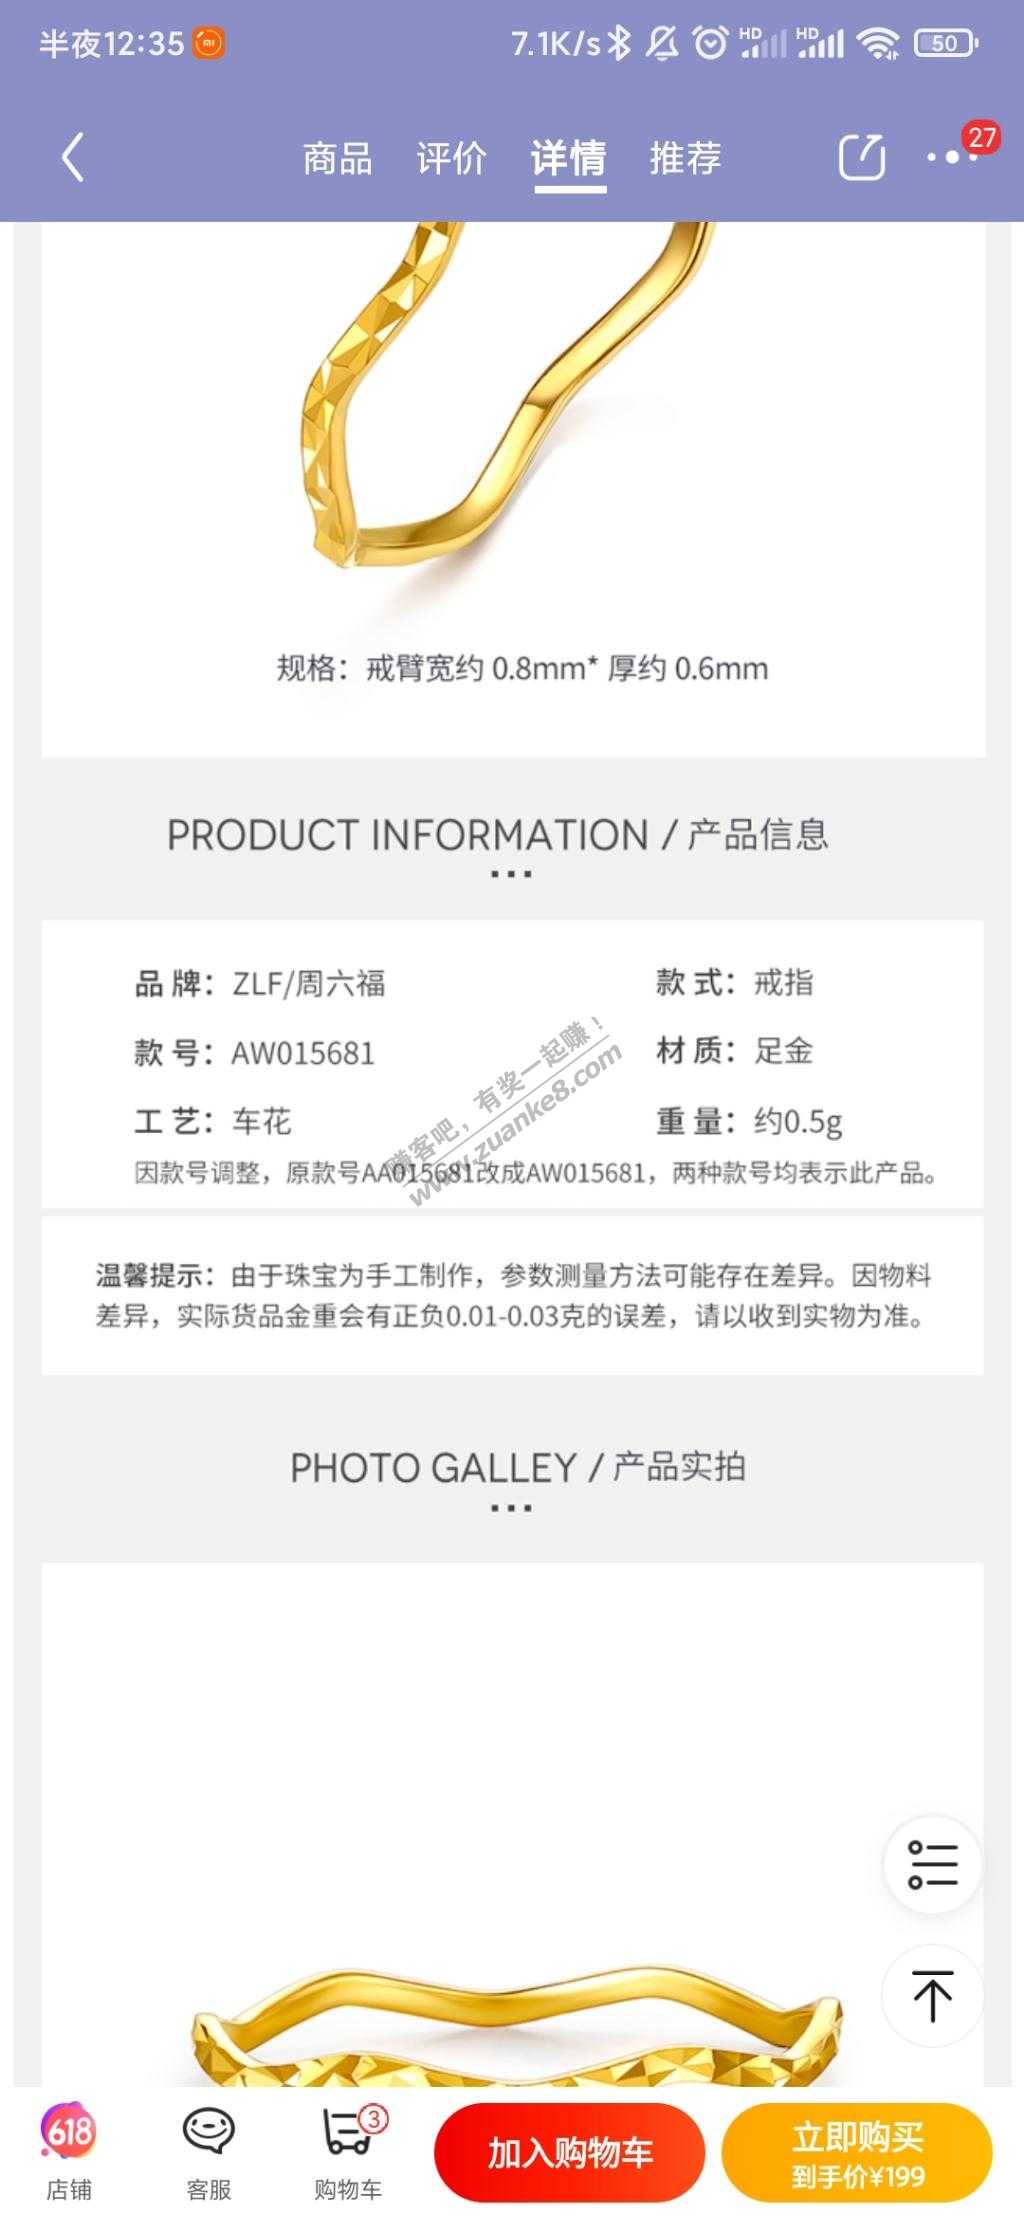 半夜12:35
7.1K/s
HD
HD
50
商品 评价 详情 推荐
27
规格：戒臂宽约 0.8mm* 厚约 0.6mm
PRODUCT INFORMATION / 产品信息
品 牌：ZLF/周六福
款 式：戒指
款 号：AW015681
材 质：足金
工 艺：车花
重 量：约0.5g
因款号调整，原款号AA015681改成AW015681，两种款号均表示此产品。
赚客吧，有奖一起赚！
www.zuanke8.com
温馨提示：由于珠宝为手工制作，参数测量方法可能存在差异。因物料
差异，实际货品金重会有正负0.01-0.03克的误差，请以收到实物为准。
PHOTO GALLEY / 产品实拍
618
店铺
客服
3
购物车
加入购物车
立即购买
到手价¥199